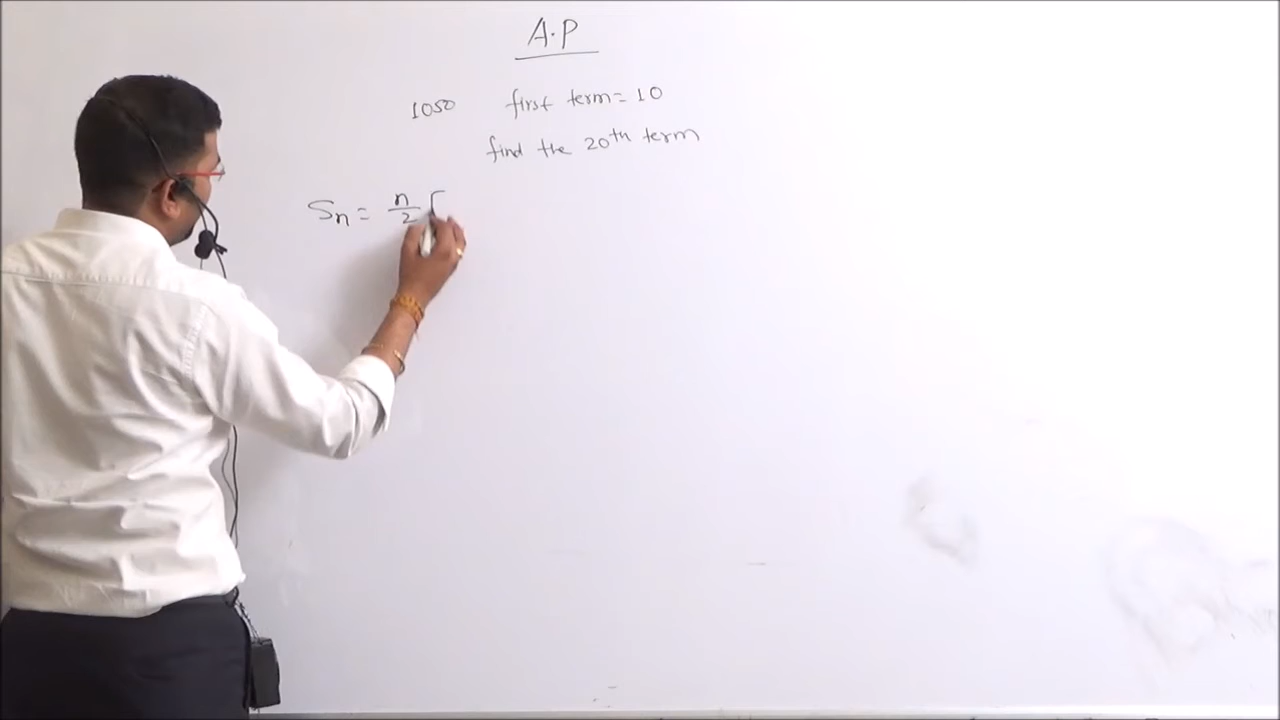 A.P
1050 first term = 10
find the 20th term
Sn = n/2 [